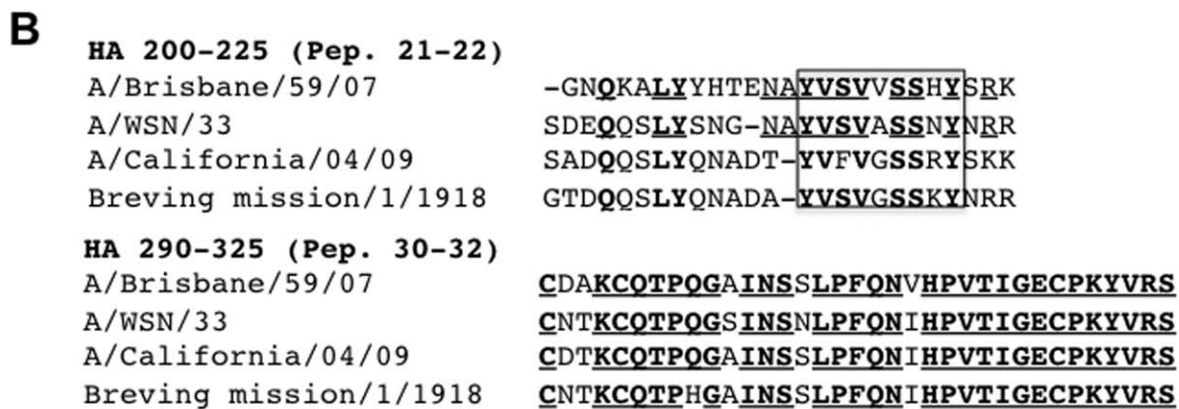 B
HA 200-225 (Pep. 21-22)
A/Brisbane/59/07 -GNQKALYYHTENAYVSVVSSHYSRK
A/WSN/33 SDEQQSLYSNG-NAYVSVASSNYNRR
A/California/04/09 SADQQSLYQNADT-YVFVGSSRYSKK
Breving mission/1/1918 GTDQQSLYQNADA-YVSVGSSKYNRR
HA 290-325 (Pep. 30-32)
A/Brisbane/59/07 CDAKCQTPQGAINSSLPFQNVHPVTIGECPKYVRS
A/WSN/33 CNTKCQTPQGSINSNLPFQNIHPVTIGECPKYVRS
A/California/04/09 CDTKCQTPQGAINSSLPFQNIHPVTIGECPKYVRS
Breving mission/1/1918 CNTKCQTPHGAINSSLPFQNIHPVTIGECPKYVRS